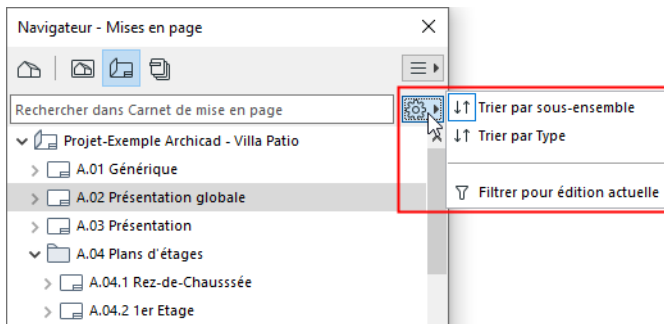 Navigateur - Mises en page
Rechercher dans Carnet de mise en page
Trier par sous-ensemble
Trier par Type
Filtrer pour édition actuelle
Projet-Exemple Archicad - Villa Patio
A.01 Générique
A.02 Présentation globale
A.03 Présentation
A.04 Plans d'étages
A.04.1 Rez-de-Chausssée
A.04.2 1er Etage